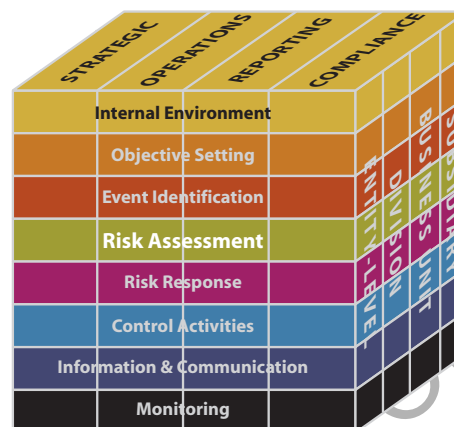 STRATEGIC
OPERATIONS
REPORTING
COMPLIANCE
Internal Environment
Objective Setting
Event Identification
Risk Assessment
Risk Response
Control Activities
Information & Communication
Monitoring
ENTITY-LEVEL
DIVISION
BUSINESS UNIT
SUBSIDIARY